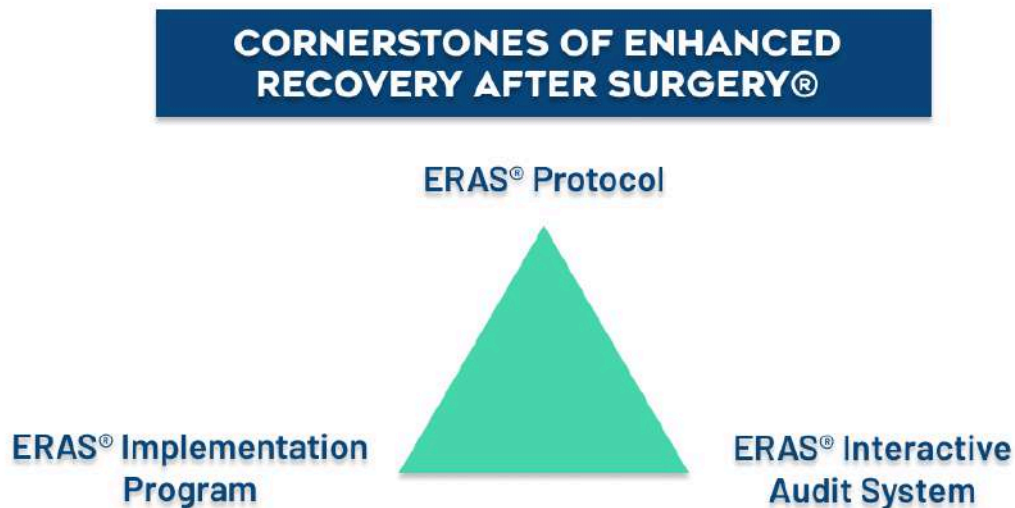 CORNERSTONES OF ENHANCED
RECOVERY AFTER SURGERY®
ERAS® Protocol
ERAS® Implementation
Program
ERAS® Interactive
Audit System